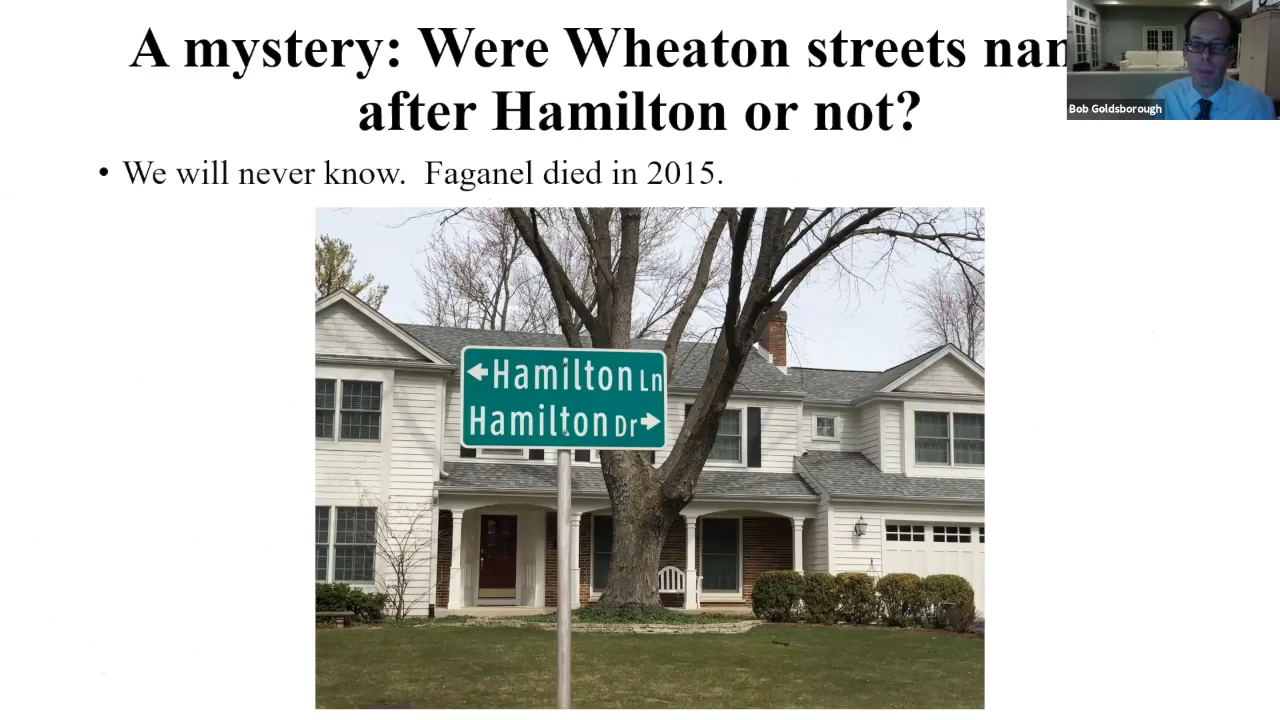 A mystery: Were Wheaton streets
after Hamilton or not?
Bob Goldsborough
• We will never know. Faganel died in 2015.
Hamilton Ln
Hamilton Dr